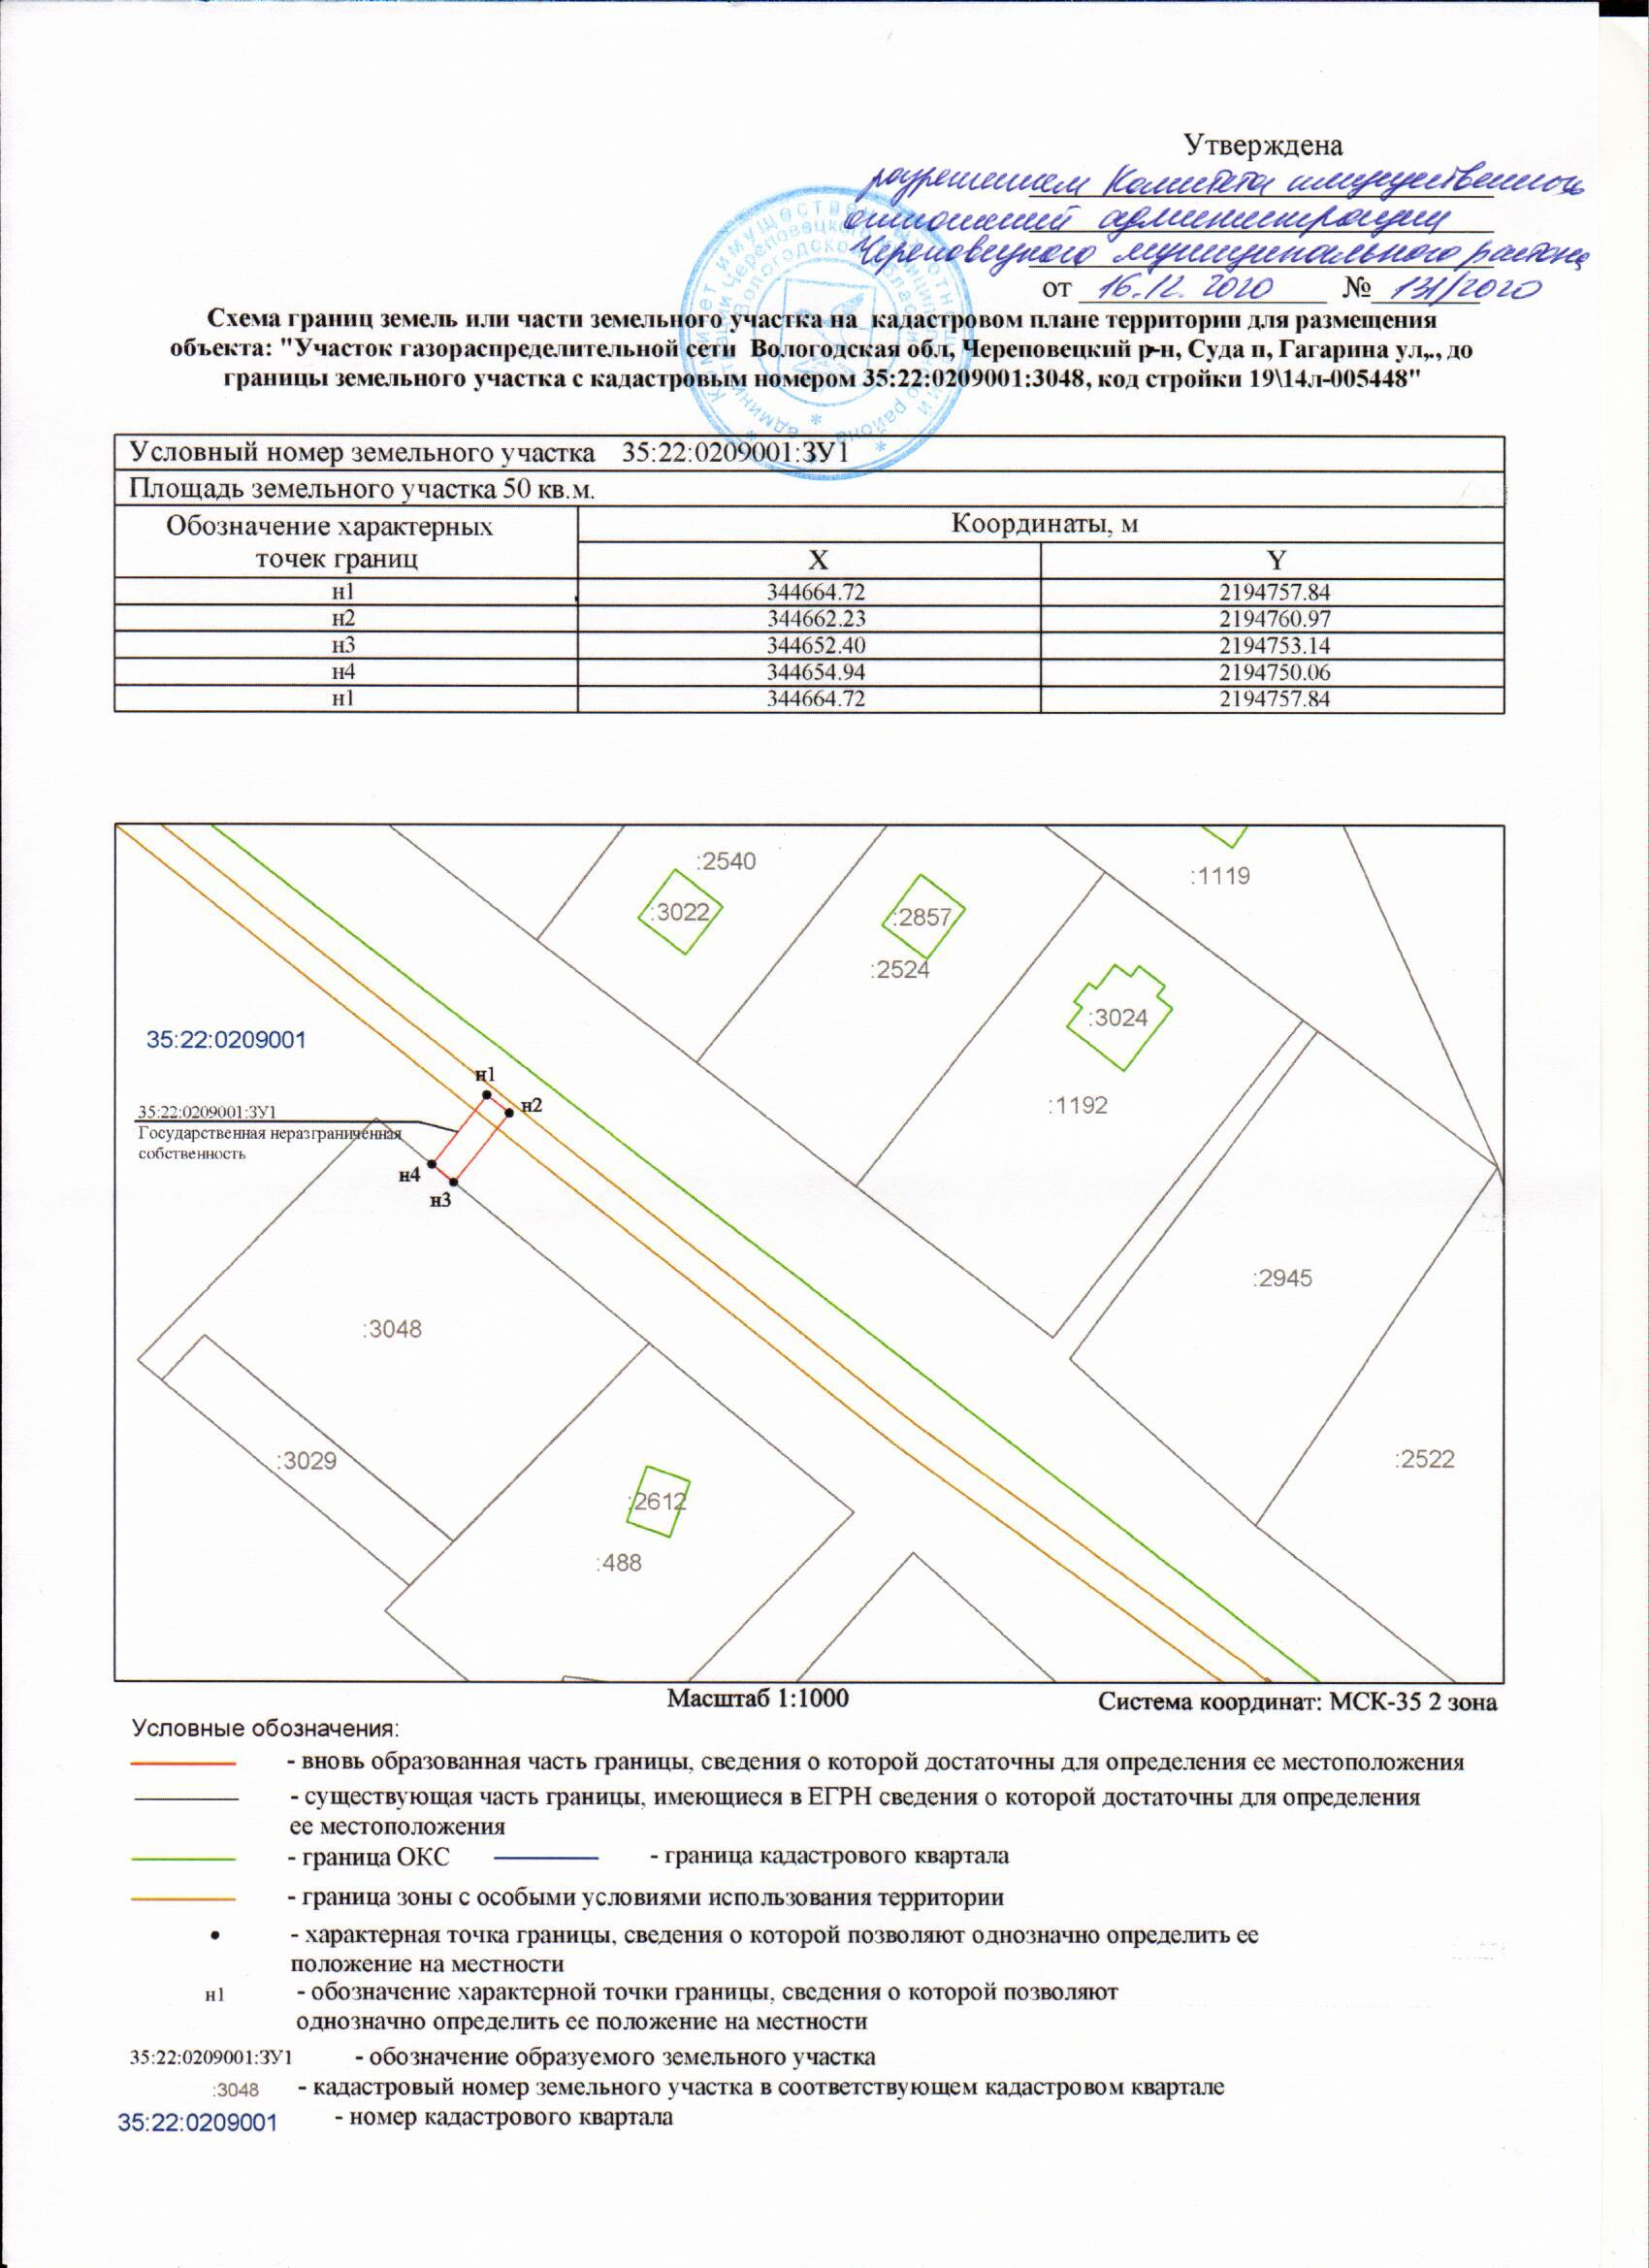 Утверждена
разрешением Комитета имущественных
отношений администрации
Череповецкого муниципального района
от 16.12.2020 № 131/2020
Схема границ земель или части земельного участка на кадастровом плане территории для размещения
объекта: "Участок газораспределительной сети Вологодская обл, Череповецкий р-н, Суда п, Гагарина ул,., до
границы земельного участка с кадастровым номером 35:22:0209001:3048, код стройки 19\14л-005448"
Условный номер земельного участка 35:22:0209001:ЗУ1
Площадь земельного участка 50 кв.м.
Обозначение характерных точек границ
Координаты, м
X Y
н1 344664.72 2194757.84
н2 344662.23 2194760.97
н3 344652.40 2194753.14
н4 344654.94 2194750.06
н1 344664.72 2194757.84
:2540
:3022
:2857
:2524
:1119
:3024
:1192
35:22:0209001
н1
н2
35:22:0209001:ЗУ1
Государственная неразграниченная
собственность
н4
н3
:3048
:2945
:3029
:2612
:488
:2522
Масштаб 1:1000
Система координат: МСК-35 2 зона
Условные обозначения:
- вновь образованная часть границы, сведения о которой достаточны для определения ее местоположения
- существующая часть границы, имеющиеся в ЕГРН сведения о которой достаточны для определения
ее местоположения
- граница ОКС - граница кадастрового квартала
- граница зоны с особыми условиями использования территории
- характерная точка границы, сведения о которой позволяют однозначно определить ее
положение на местности
н1 - обозначение характерной точки границы, сведения о которой позволяют
однозначно определить ее положение на местности
35:22:0209001:ЗУ1 - обозначение образуемого земельного участка
:3048 - кадастровый номер земельного участка в соответствующем кадастровом квартале
35:22:0209001 - номер кадастрового квартала